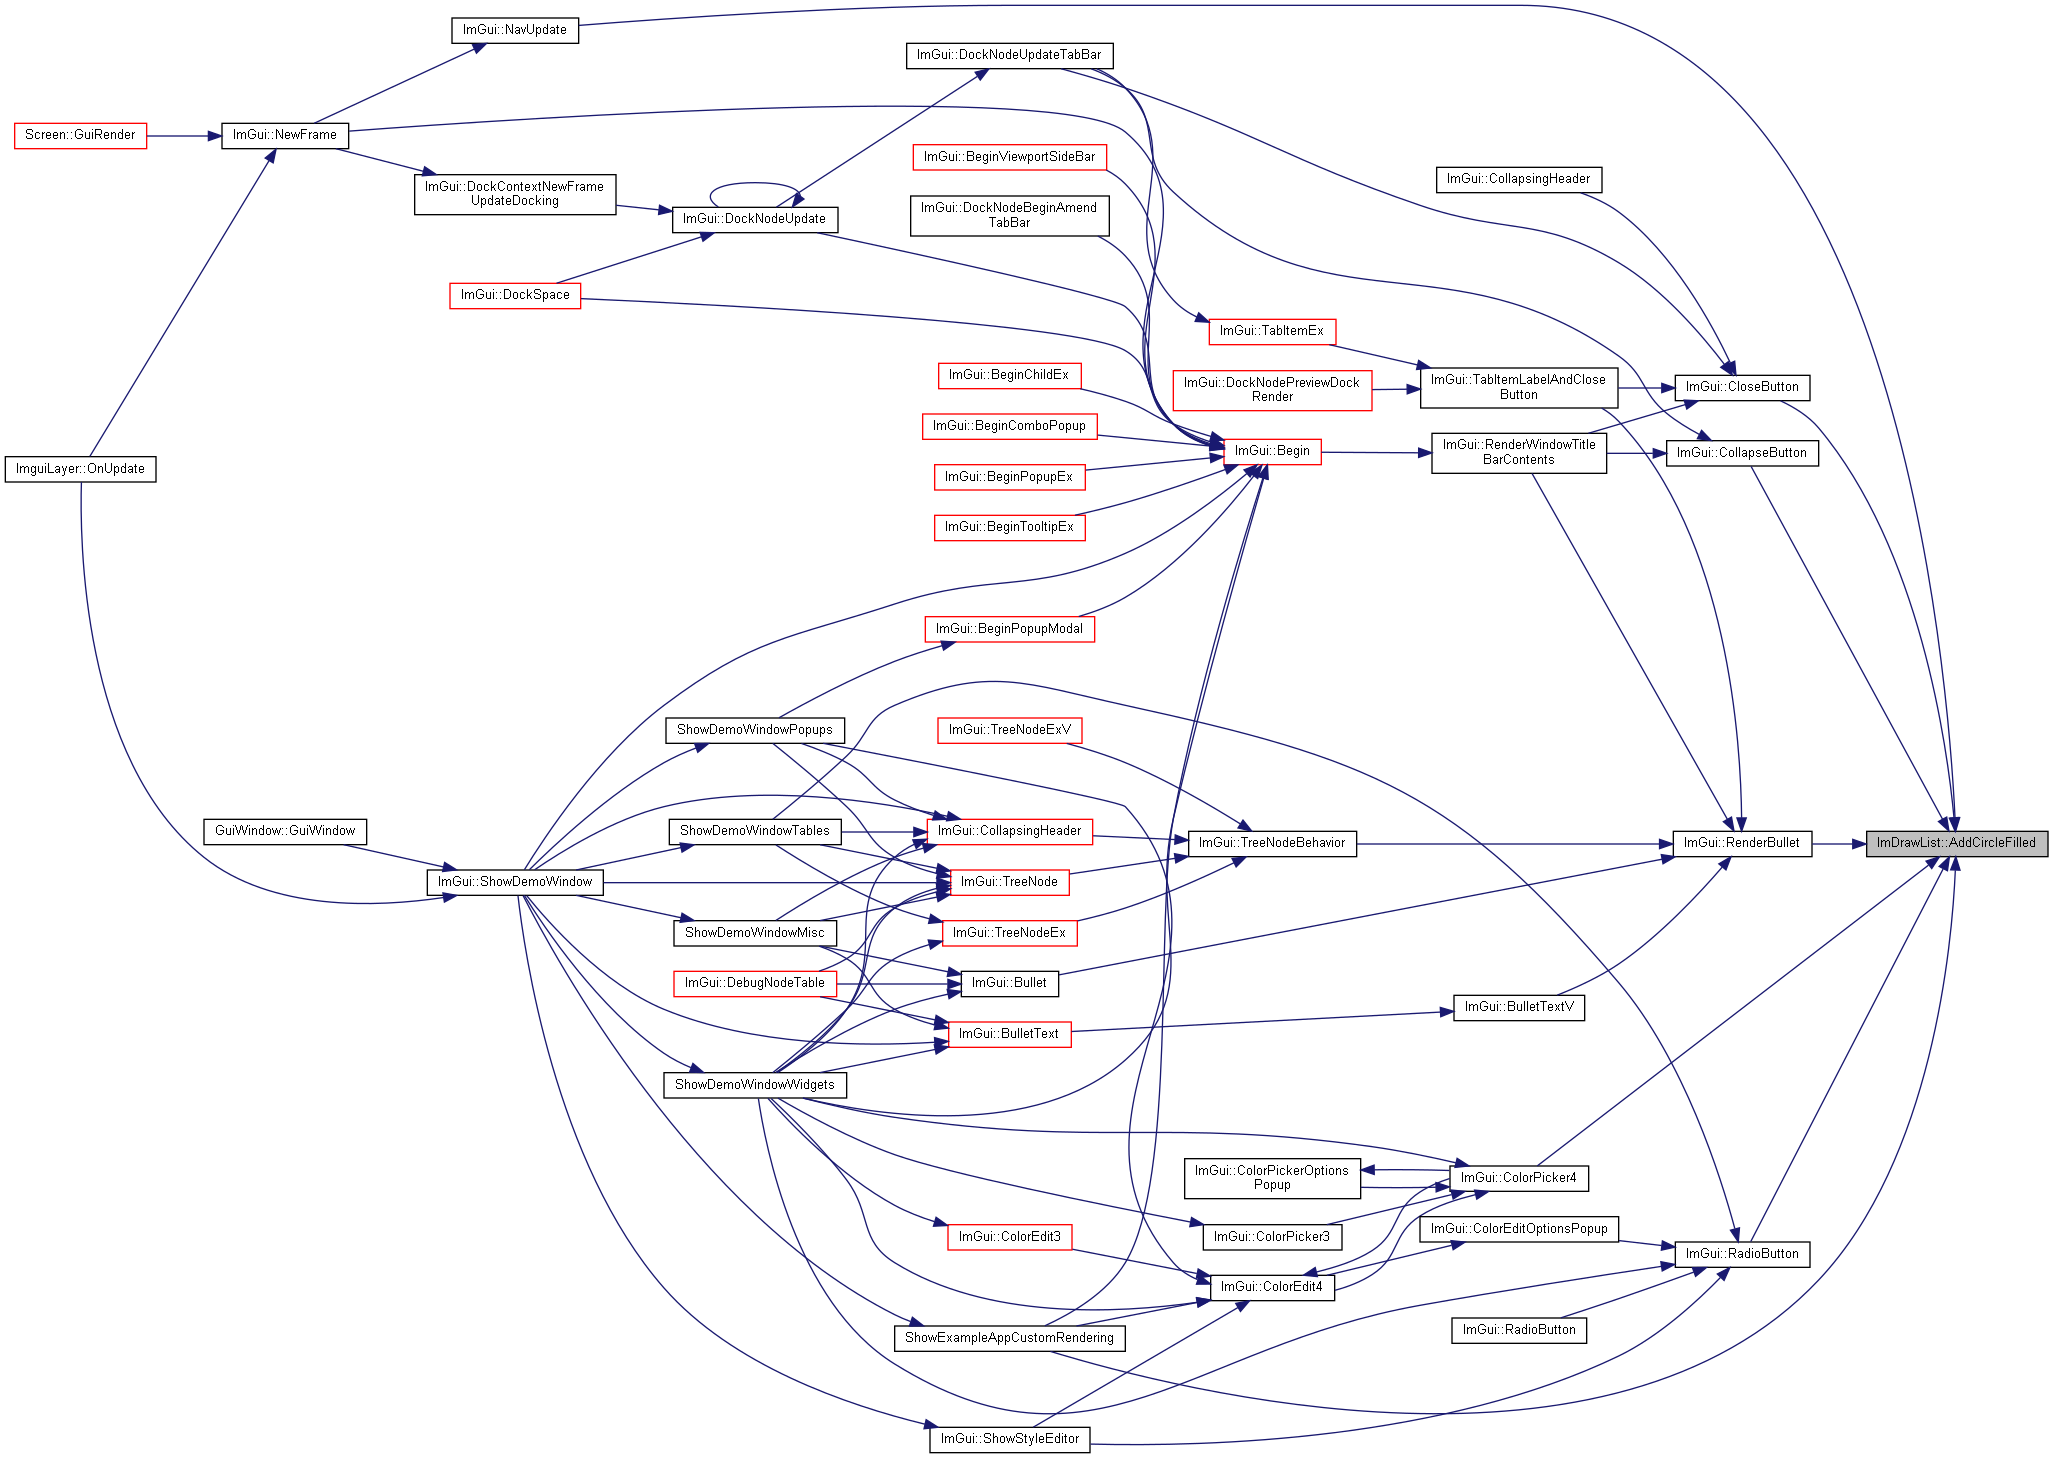 ImGui::NavUpdate
ImGui::DockNodeUpdateTabBar
Screen::GuiRender
ImGui::NewFrame
ImGui::BeginViewportSideBar
ImGui::CollapsingHeader
ImGui::DockContextNewFrame
UpdateDocking
ImGui::DockNodeUpdate
ImGui::DockNodeBeginAmend
TabBar
ImGui::DockSpace
ImGui::TabItemEx
ImGui::BeginChildEx
ImGui::DockNodePreviewDock
Render
ImGui::TabItemLabelAndClose
Button
ImGui::CloseButton
ImGui::BeginComboPopup
ImGui::Begin
ImGui::RenderWindowTitle
BarContents
ImGui::CollapseButton
ImguiLayer::OnUpdate
ImGui::BeginPopupEx
ImGui::BeginTooltipEx
ImGui::BeginPopupModal
ShowDemoWindowPopups
ImGui::TreeNodeExV
GuiWindow::GuiWindow
ShowDemoWindowTables
ImGui::CollapsingHeader
ImGui::TreeNodeBehavior
ImGui::RenderBullet
ImDrawList::AddCircleFilled
ImGui::ShowDemoWindow
ImGui::TreeNode
ShowDemoWindowMisc
ImGui::TreeNodeEx
ImGui::DebugNodeTable
ImGui::Bullet
ImGui::BulletTextV
ImGui::BulletText
ShowDemoWindowWidgets
ImGui::ColorPickerOptions
Popup
ImGui::ColorPicker4
ImGui::ColorEdit3
ImGui::ColorPicker3
ImGui::ColorEditOptionsPopup
ImGui::RadioButton
ImGui::ColorEdit4
ShowExampleAppCustomRendering
ImGui::RadioButton
ImGui::ShowStyleEditor